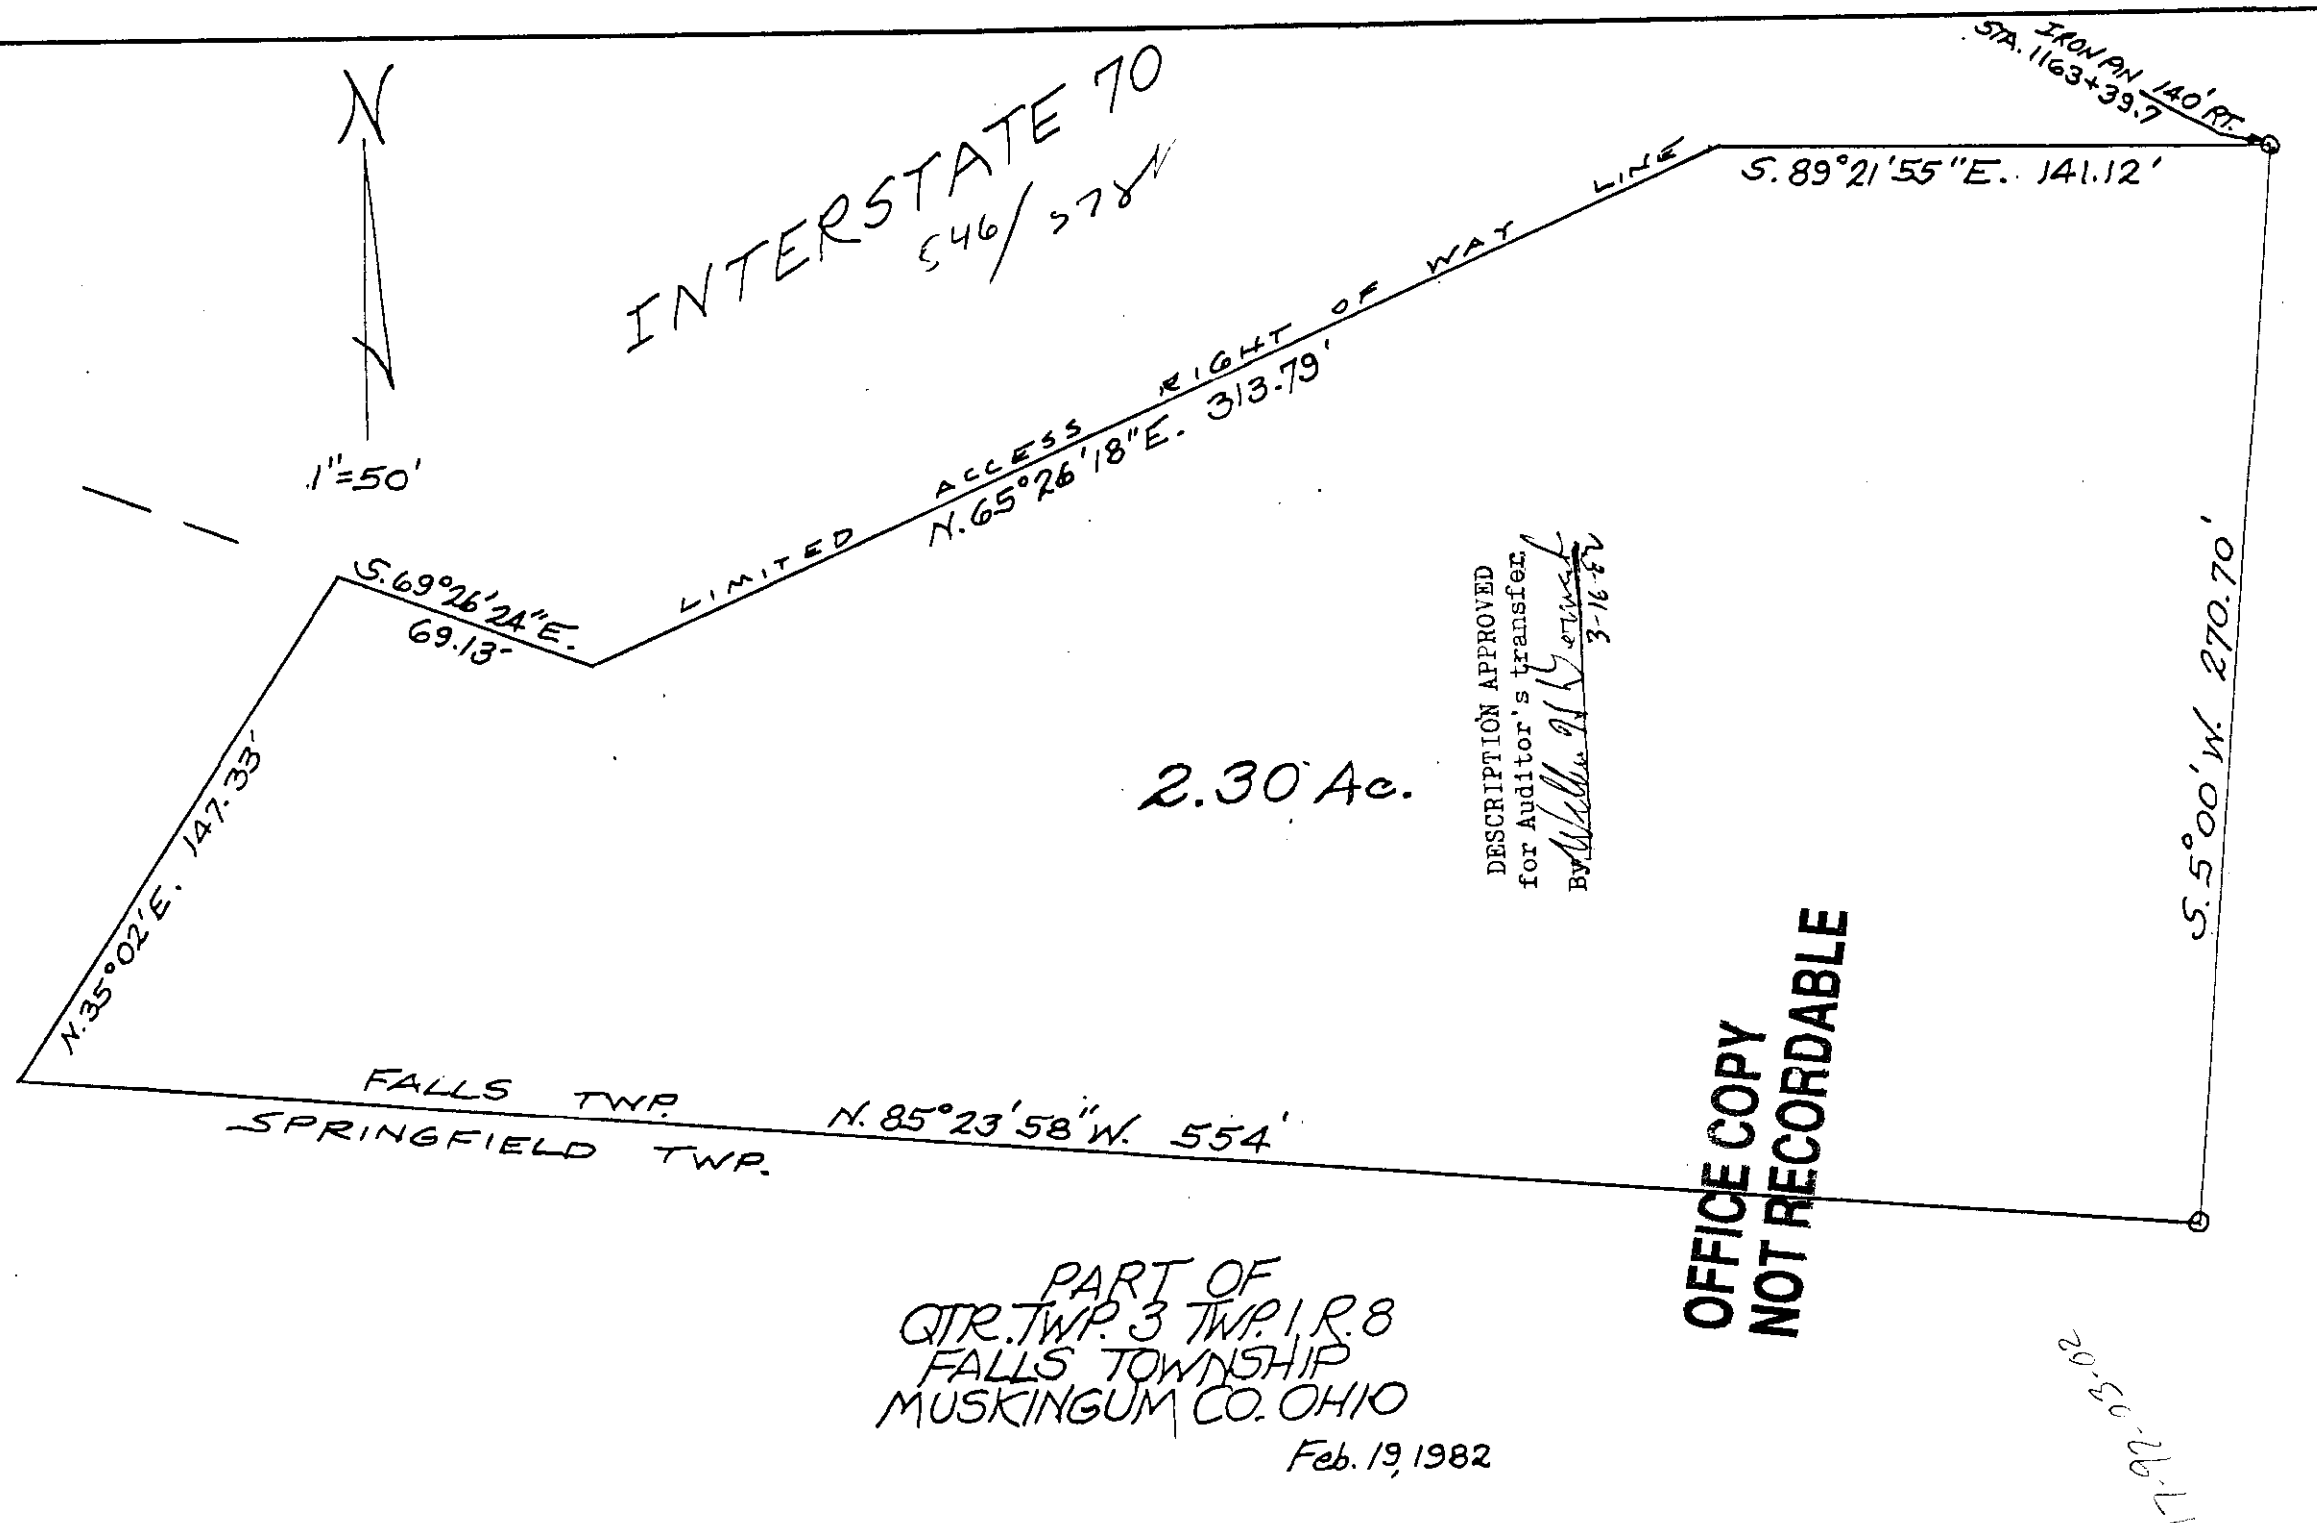 IRON PIN 140' RT.
STA. 1163+39.7
N
INTERSTATE 70
546/578
1"=50'
S. 89°21'55"E. 141.12'
LIMITED ACCESS RIGHT OF WAY LINE
N. 65°26'18"E. 313.79'
S. 69°26'24"E.
69.13'
N. 35°02'E. 147.33'
2.30 Ac.
DESCRIPTION APPROVED
for Auditor's transfer
By
3-16-82
S. 5°00'W. 270.70'
FALLS TWP.
SPRINGFIELD TWP.
N. 85°23'58"W. 554'
OFFICE COPY
NOT RECORDABLE
PART OF
QTR. TWP. 3 TWP. 1, R. 8
FALLS TOWNSHIP
MUSKINGUM CO. OHIO
Feb. 19, 1982